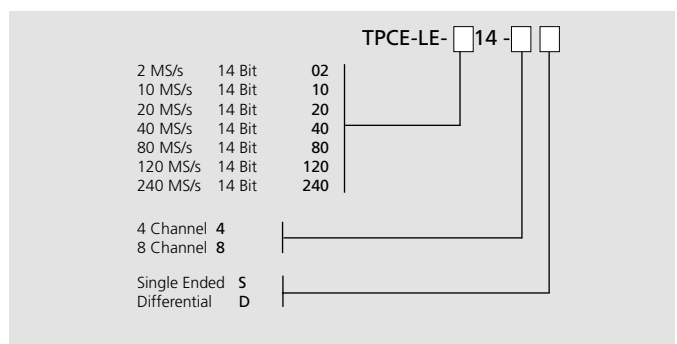 TPCE-LE- 14 -
2 MS/s 14 Bit 02
10 MS/s 14 Bit 10
20 MS/s 14 Bit 20
40 MS/s 14 Bit 40
80 MS/s 14 Bit 80
120 MS/s 14 Bit 120
240 MS/s 14 Bit 240
4 Channel 4
8 Channel 8
Single Ended S
Differential D